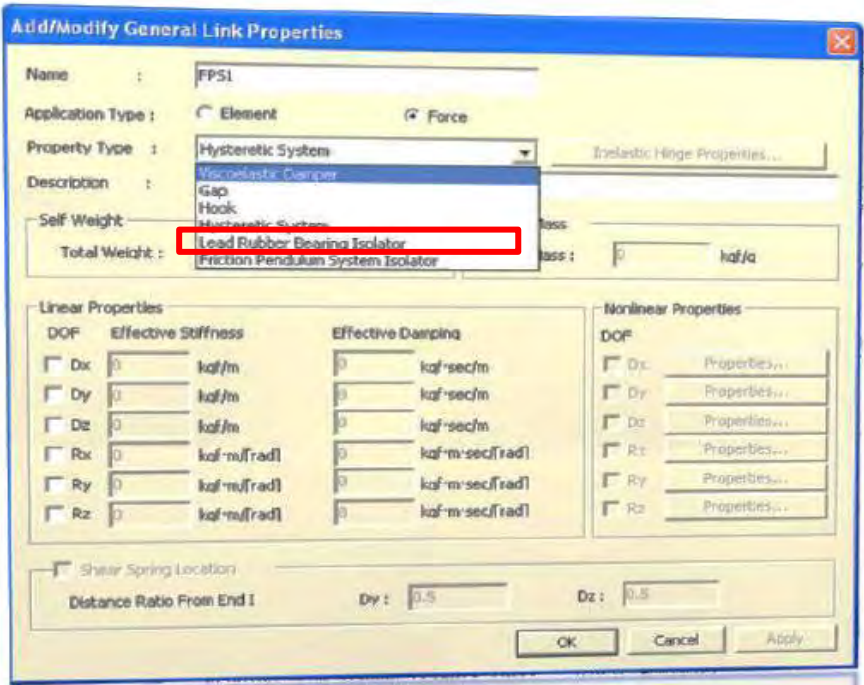 Add/Modify General Link Properties
Name : FPS1
Application Type : Element Force
Property Type : Hysteretic System Inelastic Hinge Properties...
Description :
Viscoelastic Damper
Gap
Hook
Hysteretic System
Lead Rubber Bearing Isolator
Friction Pendulum System Isolator
Self Weight
Total Weight :
ass
ass : 0 kgf/g
Linear Properties
DOF Effective Stiffness Effective Damping
Dx 0 kgf/m 0 kgf·sec/m
Dy 0 kgf/m 0 kgf·sec/m
Dz 0 kgf/m 0 kgf·sec/m
Rx 0 kgf·m/[rad] 0 kgf·m·sec/[rad]
Ry 0 kgf·m/[rad] 0 kgf·m·sec/[rad]
Rz 0 kgf·m/[rad] 0 kgf·m·sec/[rad]
Nonlinear Properties
DOF
Dx Properties...
Dy Properties...
Dz Properties...
Rx Properties...
Ry Properties...
Rz Properties...
Shear Spring Location
Distance Ratio From End I Dy : 0.5 Dz : 0.5
OK Cancel Apply